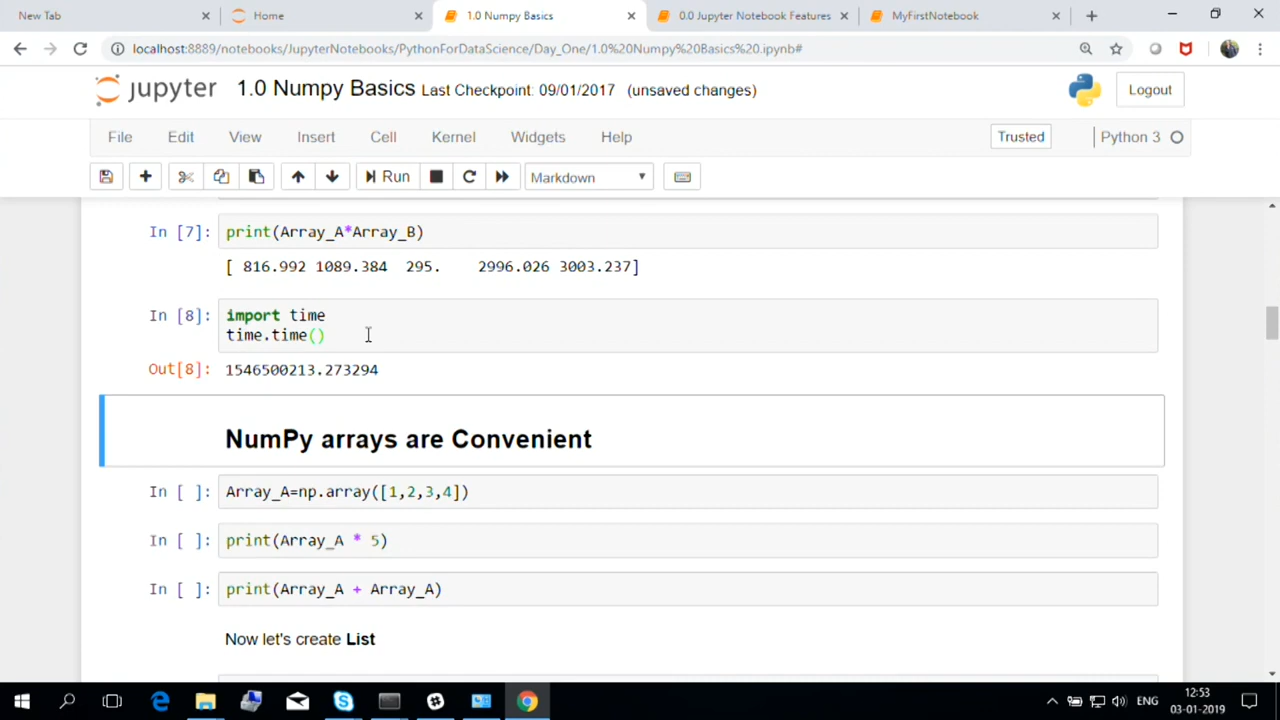 New Tab
Home
1.0 Numpy Basics
0.0 Jupyter Notebook Features
MyFirstNotebook
localhost:8889/notebooks/JupyterNotebooks/PythonForDataScience/Day_One/1.0%20Numpy%20Basics%20.ipynb#
jupyter 1.0 Numpy Basics Last Checkpoint: 09/01/2017 (unsaved changes)
Logout
File Edit View Insert Cell Kernel Widgets Help
Trusted
Python 3
Run
Markdown
In [7]: print(Array_A*Array_B)
[ 816.992 1089.384  295.    2996.026 3003.237]
In [8]: import time
time.time()
Out[8]: 1546500213.273294
NumPy arrays are Convenient
In [ ]: Array_A=np.array([1,2,3,4])
In [ ]: print(Array_A * 5)
In [ ]: print(Array_A + Array_A)
Now let's create List
ENG
12:53
03-01-2019